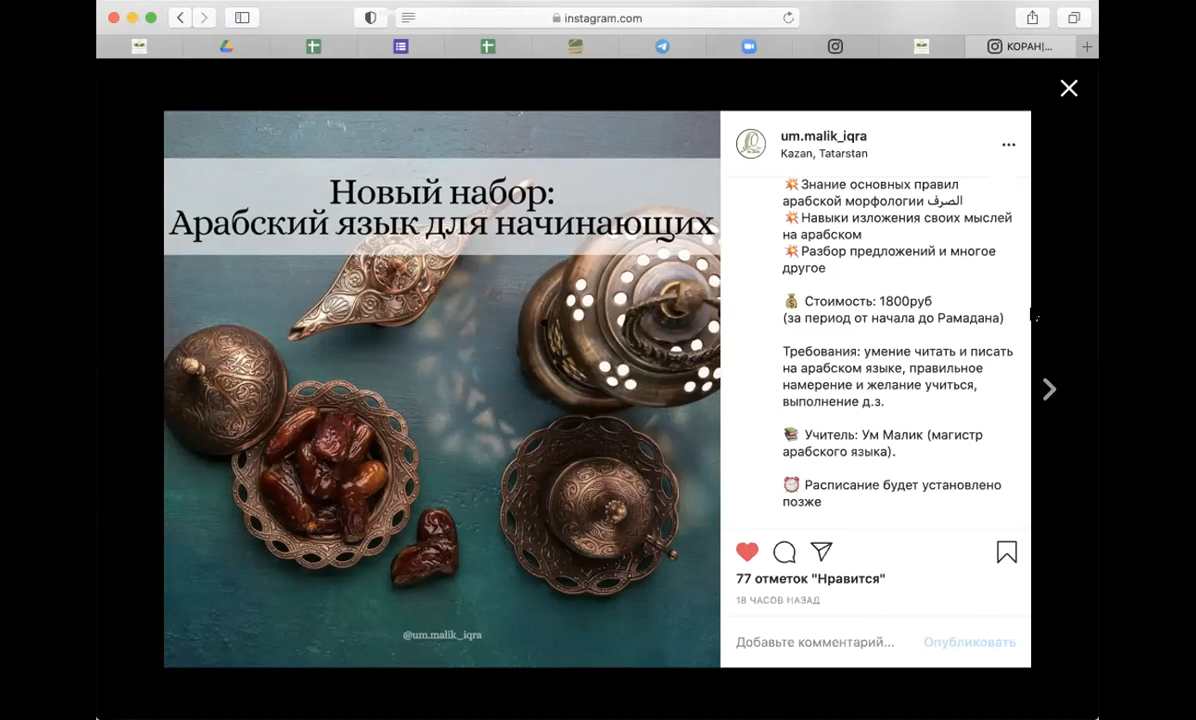 instagram.com
КОРАН|...
Новый набор:
Арабский язык для начинающих
@um.malik_iqra
um.malik_iqra
Kazan, Tatarstan
💥Знание основных правил
арабской морфологии الصرف
💥Навыки изложения своих мыслей
на арабском
💥Разбор предложений и многое
другое
💰 Стоимость: 1800руб
(за период от начала до Рамадана)
Требования: умение читать и писать
на арабском языке, правильное
намерение и желание учиться,
выполнение д.з.
📚 Учитель: Ум Малик (магистр
арабского языка).
⏰ Расписание будет установлено
позже
77 отметок "Нравится"
18 ЧАСОВ НАЗАД
Добавьте комментарий... Опубликовать